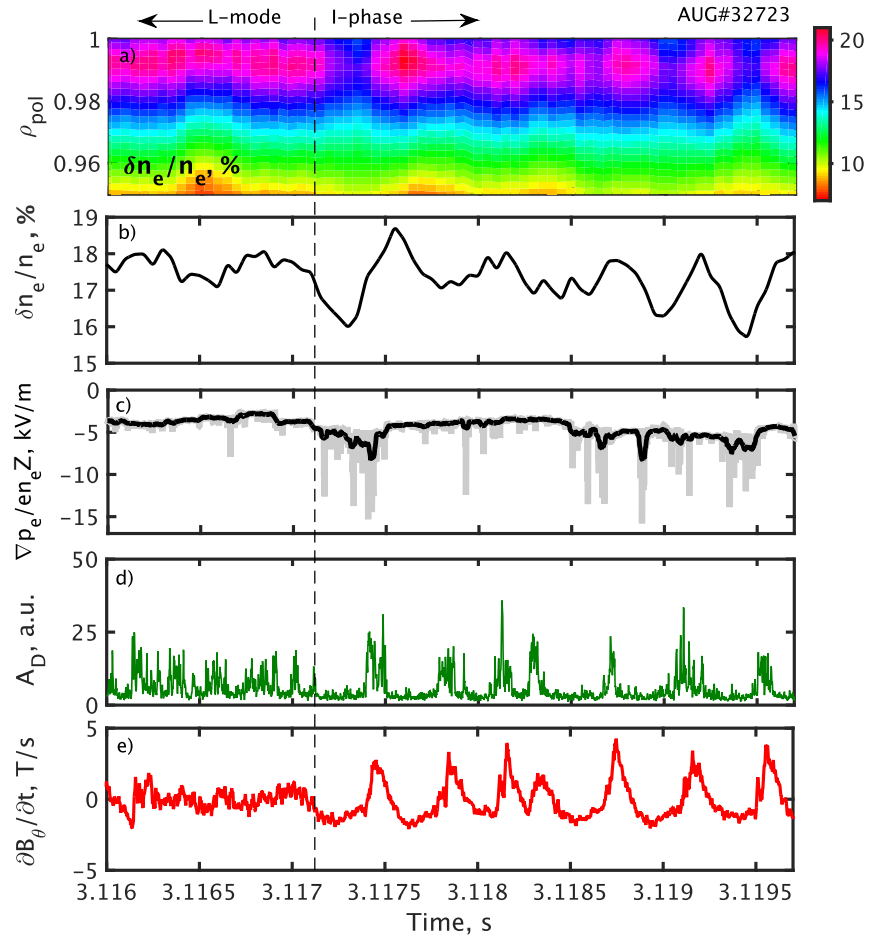 L-mode I-phase AUG#32723
a)
1
0.98
0.96
ρpol
δne/ne, %
20
15
10
b)
19
18
17
16
15
δne/ne, %
c)
0
-5
-10
-15
∇pe/eneZ, kV/m
d)
50
25
0
AD, a.u.
e)
5
0
-5
∂Bθ/∂t, T/s
3.116 3.1165 3.117 3.1175 3.118 3.1185 3.119 3.1195
Time, s